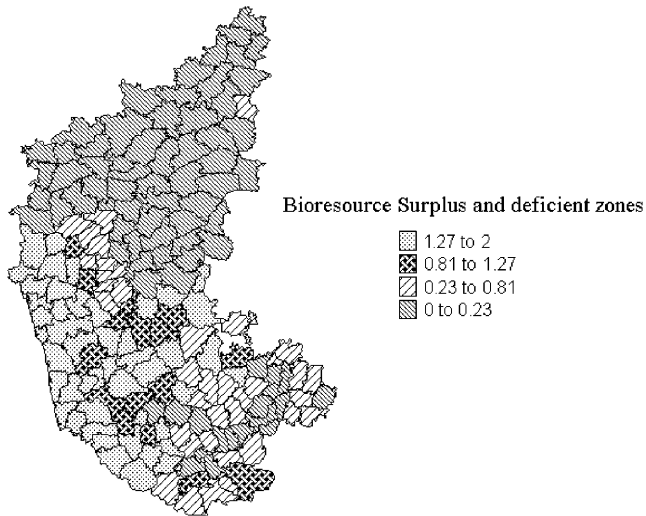 Bioresource Surplus and deficient zones
1.27 to 2
0.81 to 1.27
0.23 to 0.81
0 to 0.23